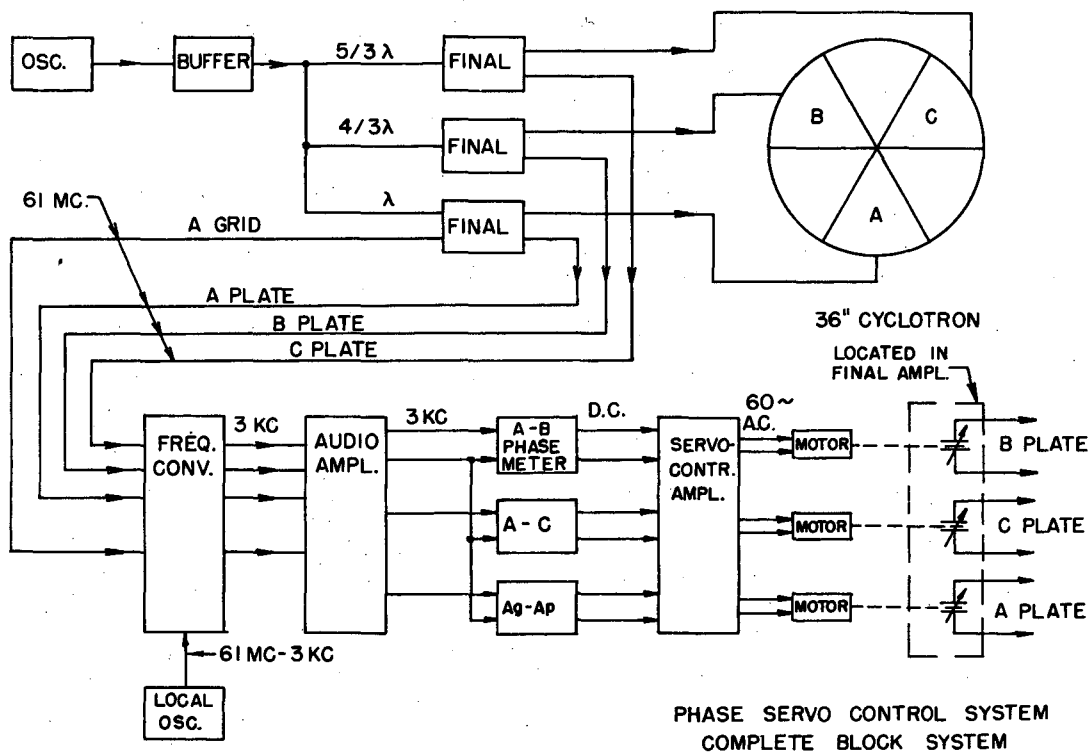 OSC.
BUFFER
5/3 λ
FINAL
4/3 λ
FINAL
λ
FINAL
B
C
A
61 MC.
A GRID
A PLATE
B PLATE
C PLATE
36" CYCLOTRON
LOCATED IN
FINAL AMPL.
FREQ.
CONV.
3 KC
AUDIO
AMPL.
3 KC
A-B
PHASE
METER
D.C.
SERVO-
CONTR.
AMPL.
60~
A.C.
MOTOR
B PLATE
A - C
MOTOR
C PLATE
Ag-Ap
MOTOR
A PLATE
61 MC-3 KC
LOCAL
OSC.
PHASE SERVO CONTROL SYSTEM
COMPLETE BLOCK SYSTEM